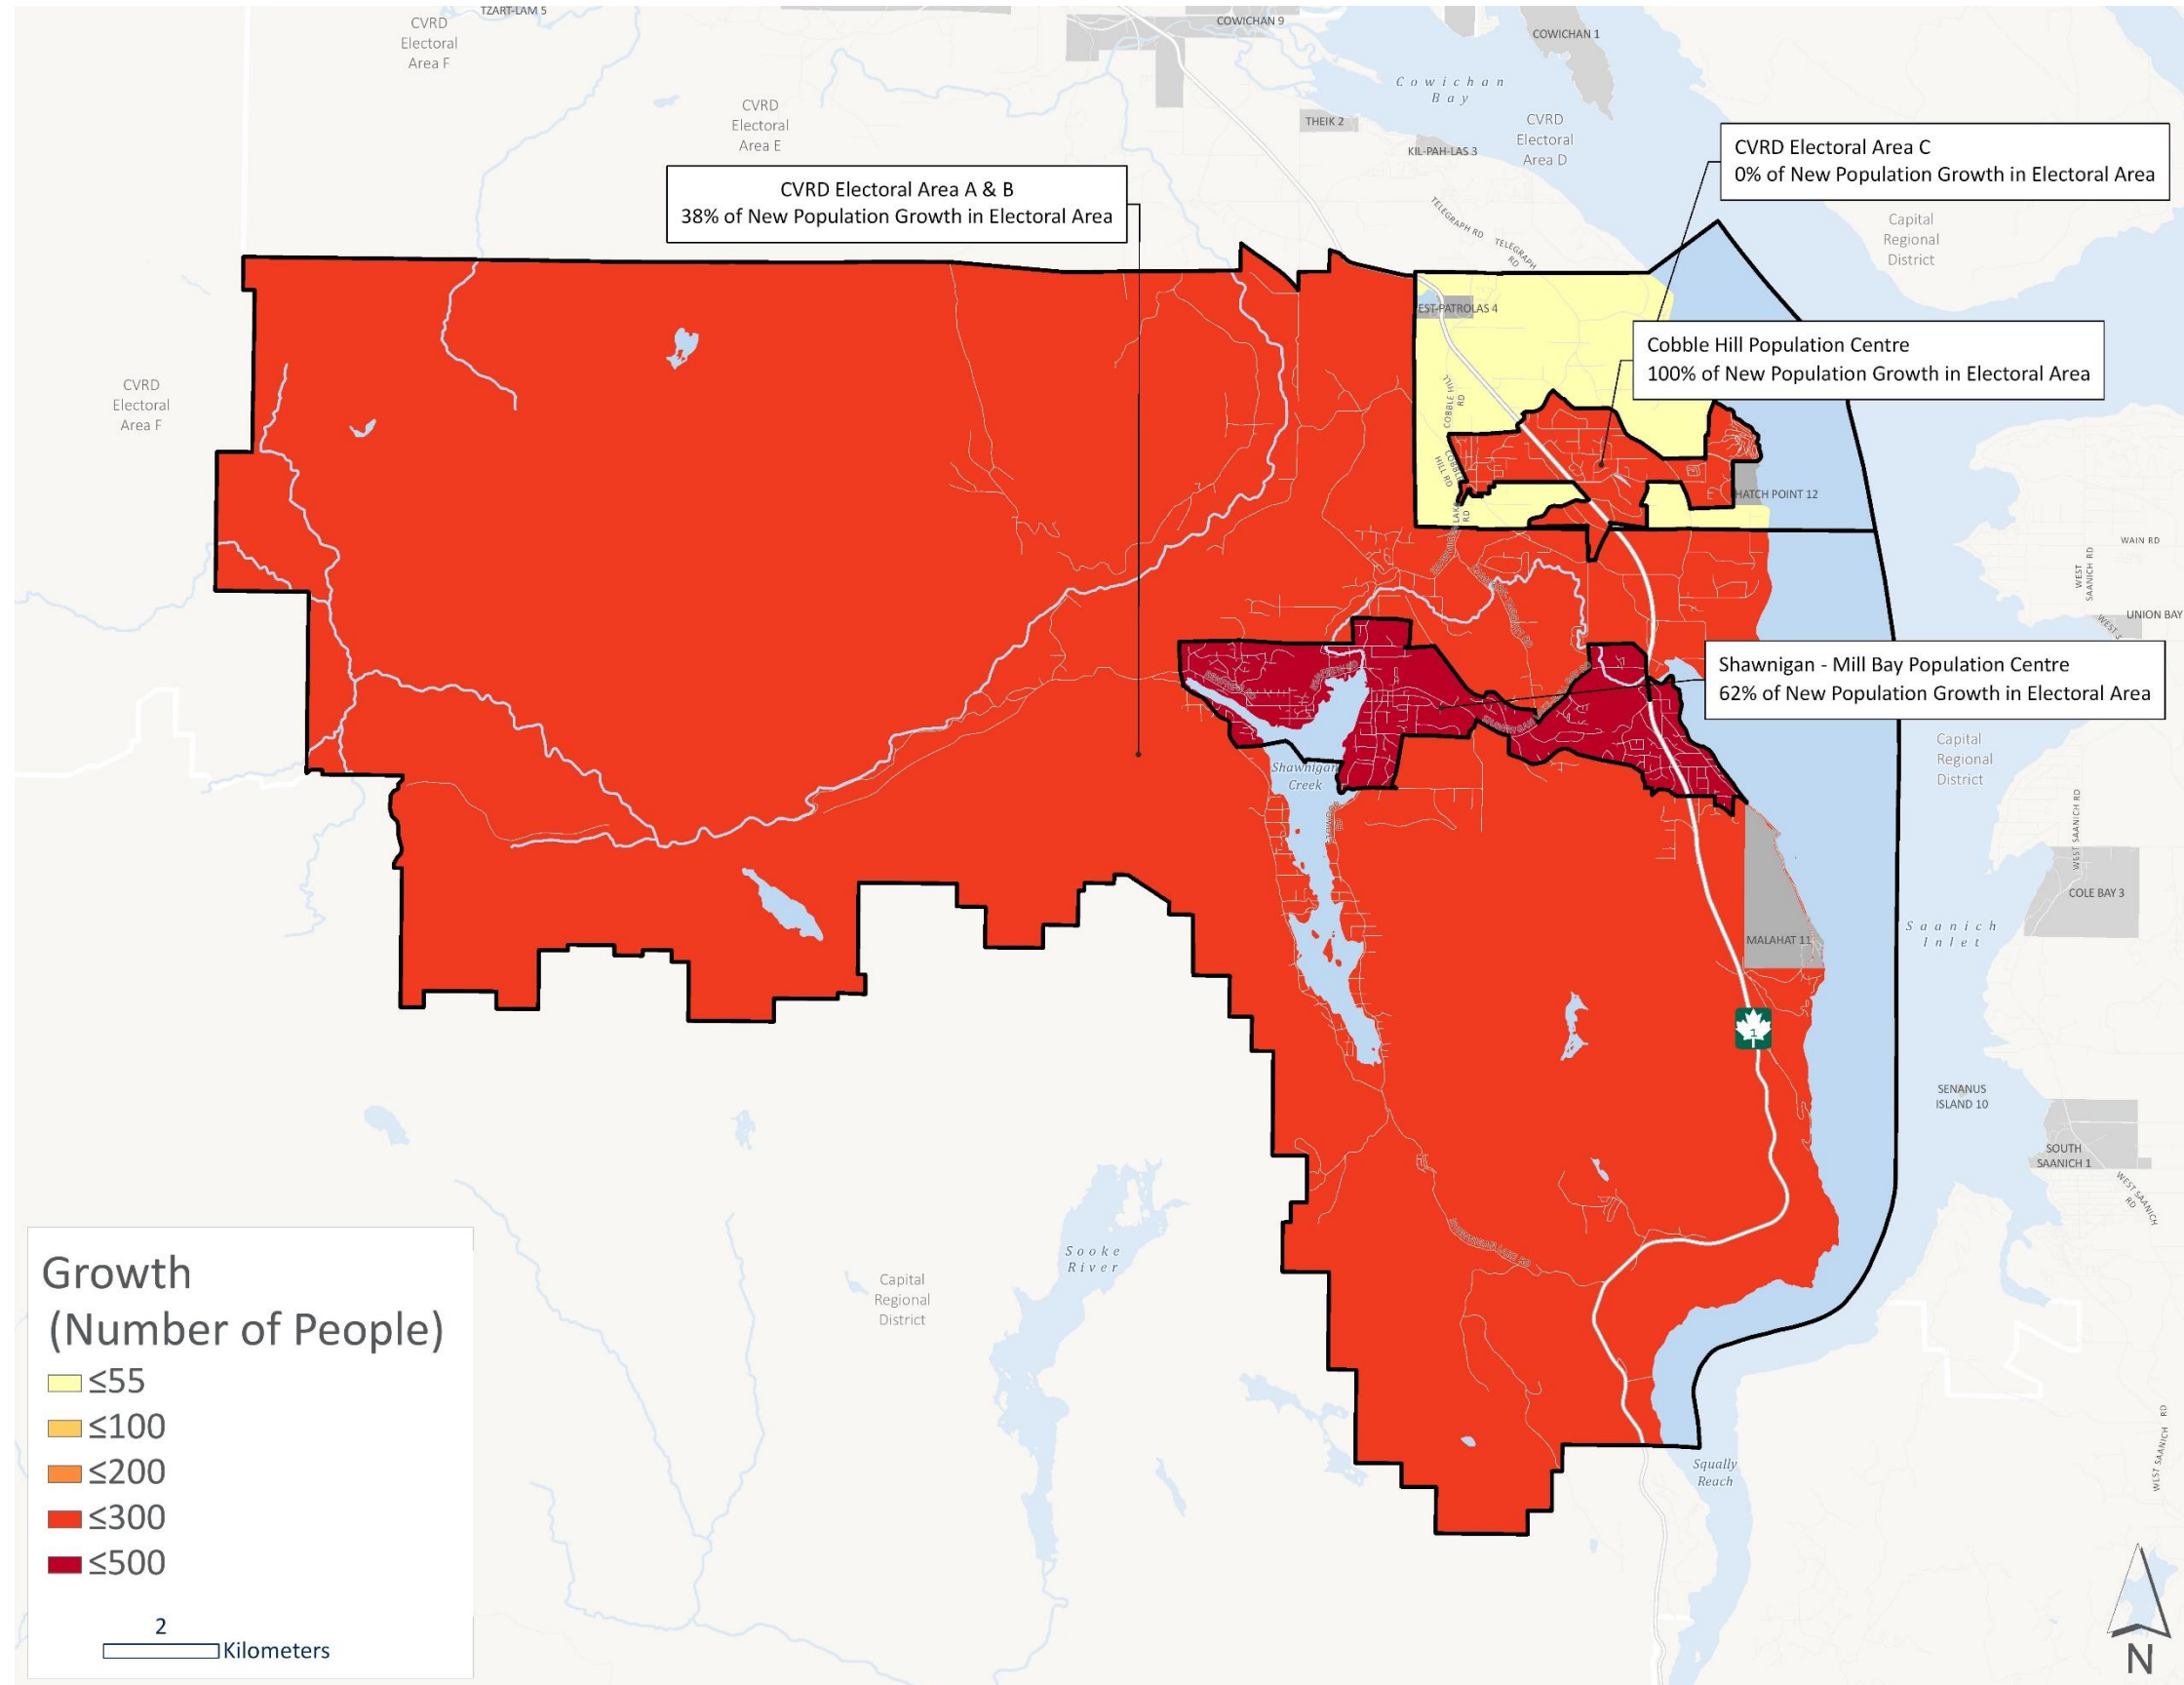 TZART-LAM 5
CVRD
Electoral
Area F
COWICHAN 9
COWICHAN 1
Cowichan
Bay
CVRD
Electoral
Area E
THEIK 2
CVRD
Electoral
Area D
KIL-PAH-LAS 3
CVRD Electoral Area C
0% of New Population Growth in Electoral Area
CVRD Electoral Area A & B
38% of New Population Growth in Electoral Area
TELEGRAPH RD
TELEGRAPH
RD
Capital
Regional
District
EST-PATROLAS 4
Cobble Hill Population Centre
100% of New Population Growth in Electoral Area
CVRD
Electoral
Area F
COBBLE HILL
RD
COBBLE
HILL RD
HATCH POINT 12
WAIN RD
WEST
SAANICH RD
UNION BAY
Shawnigan - Mill Bay Population Centre
62% of New Population Growth in Electoral Area
Shawnigan
Creek
Capital
Regional
District
WEST SAANICH RD
COLE BAY 3
MALAHAT 11
Saanich
Inlet
1
SENANUS
ISLAND 10
SOUTH
SAANICH 1
WEST SAANICH
RD
SHAWNIGAN LAKE RD
Sooke
River
Capital
Regional
District
Squally
Reach
WEST SAANICH RD
Growth
(Number of People)
≤55
≤100
≤200
≤300
≤500
2
Kilometers
N